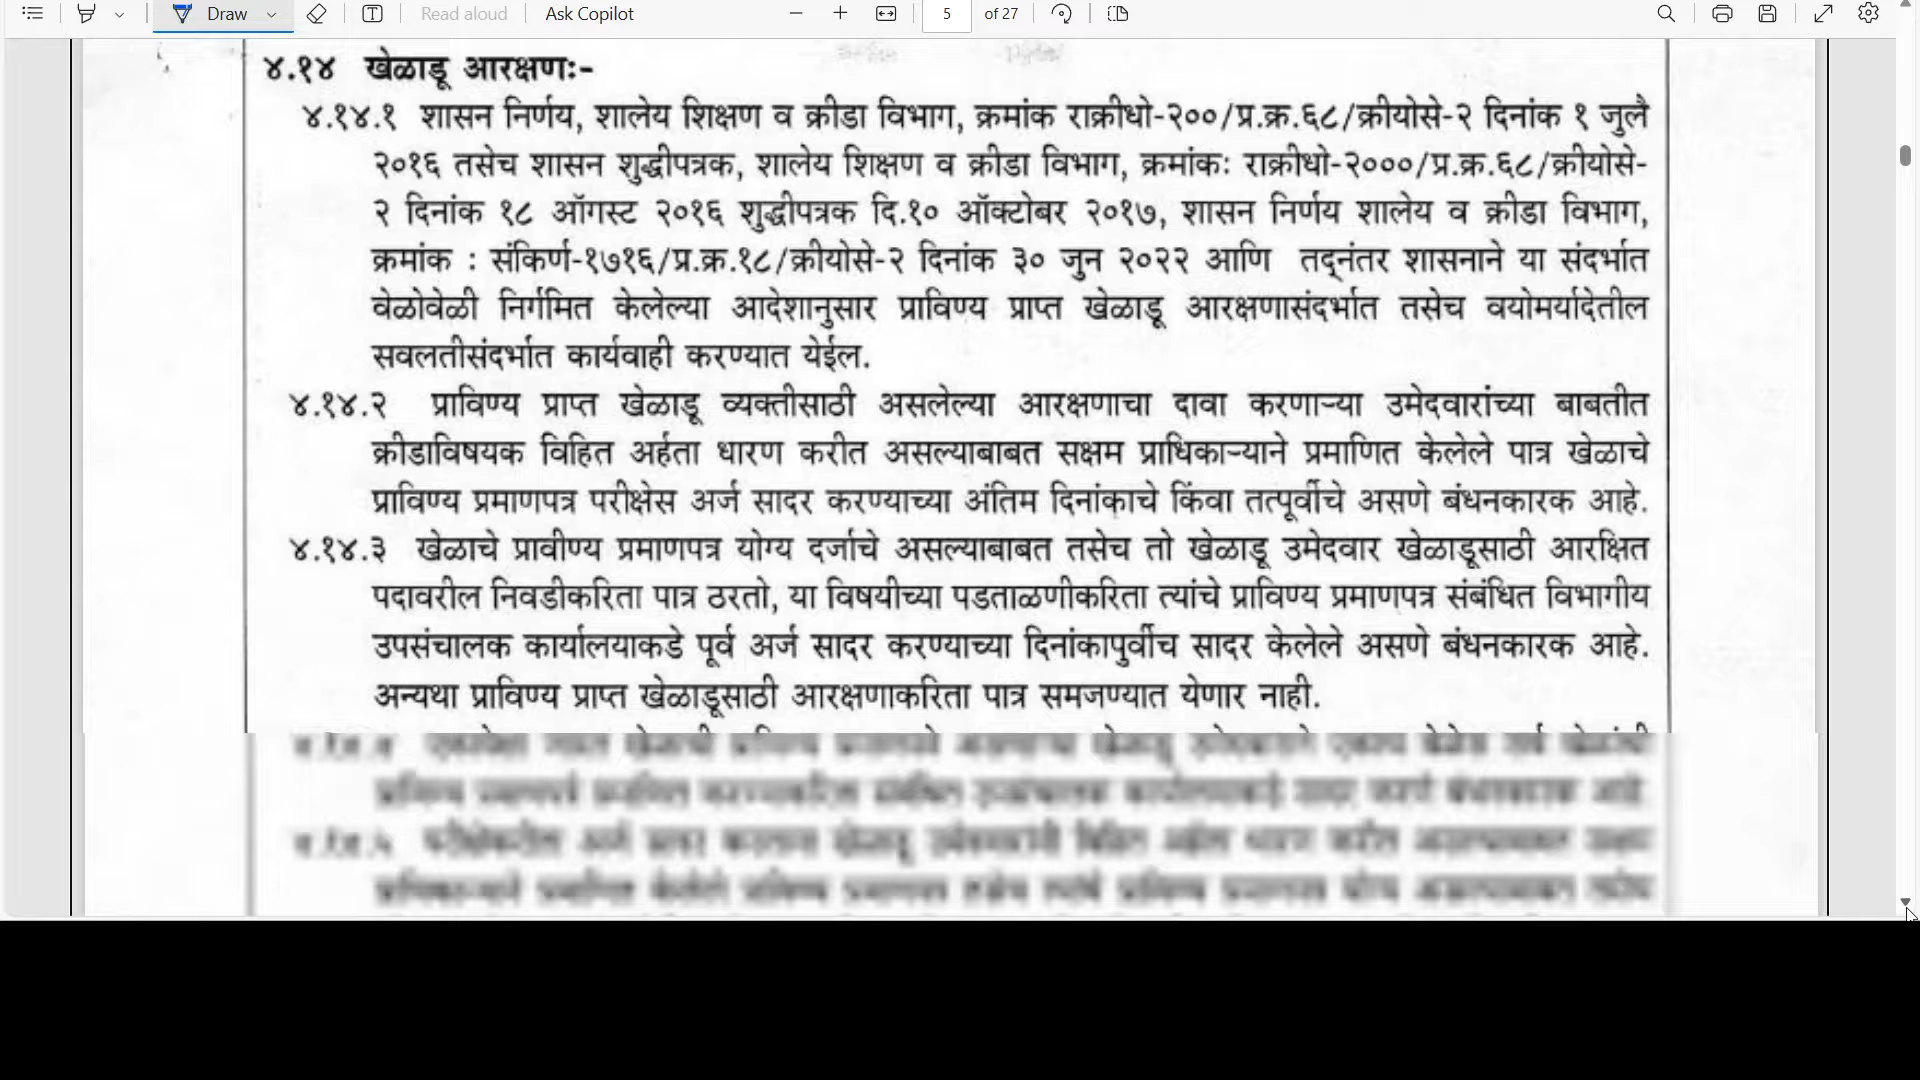 Draw
Read aloud
Ask Copilot
5 of 27
४.१४ खेळाडू आरक्षणः-
४.१४.१ शासन निर्णय, शालेय शिक्षण व क्रीडा विभाग, क्रमांक राक्रीधो-२००/प्र.क्र.६८/क्रीयोसे-२ दिनांक १ जुलै
२०१६ तसेच शासन शुद्धीपत्रक, शालेय शिक्षण व क्रीडा विभाग, क्रमांकः राक्रीधो-२०००/प्र.क्र.६८/क्रीयोसे-
२ दिनांक १८ ऑगस्ट २०१६ शुद्धीपत्रक दि.१० ऑक्टोबर २०१७, शासन निर्णय शालेय व क्रीडा विभाग,
क्रमांक : संकिर्ण-१७१६/प्र.क्र.१८/क्रीयोसे-२ दिनांक ३० जुन २०२२ आणि तद्नंतर शासनाने या संदर्भात
वेळोवेळी निर्गमित केलेल्या आदेशानुसार प्राविण्य प्राप्त खेळाडू आरक्षणासंदर्भात तसेच वयोमर्यादेतील
सवलतीसंदर्भात कार्यवाही करण्यात येईल.
४.१४.२ प्राविण्य प्राप्त खेळाडू व्यक्तीसाठी असलेल्या आरक्षणाचा दावा करणाऱ्या उमेदवारांच्या बाबतीत
क्रीडाविषयक विहित अर्हता धारण करीत असल्याबाबत सक्षम प्राधिकाऱ्याने प्रमाणित केलेले पात्र खेळाचे
प्राविण्य प्रमाणपत्र परीक्षेस अर्ज सादर करण्याच्या अंतिम दिनांकाचे किंवा तत्पूर्वीचे असणे बंधनकारक आहे.
४.१४.३ खेळाचे प्रावीण्य प्रमाणपत्र योग्य दर्जाचे असल्याबाबत तसेच तो खेळाडू उमेदवार खेळाडूसाठी आरक्षित
पदावरील निवडीकरिता पात्र ठरतो, या विषयीच्या पडताळणीकरिता त्यांचे प्राविण्य प्रमाणपत्र संबंधित विभागीय
उपसंचालक कार्यालयाकडे पूर्व अर्ज सादर करण्याच्या दिनांकापुर्वीच सादर केलेले असणे बंधनकारक आहे.
अन्यथा प्राविण्य प्राप्त खेळाडूसाठी आरक्षणाकरिता पात्र समजण्यात येणार नाही.